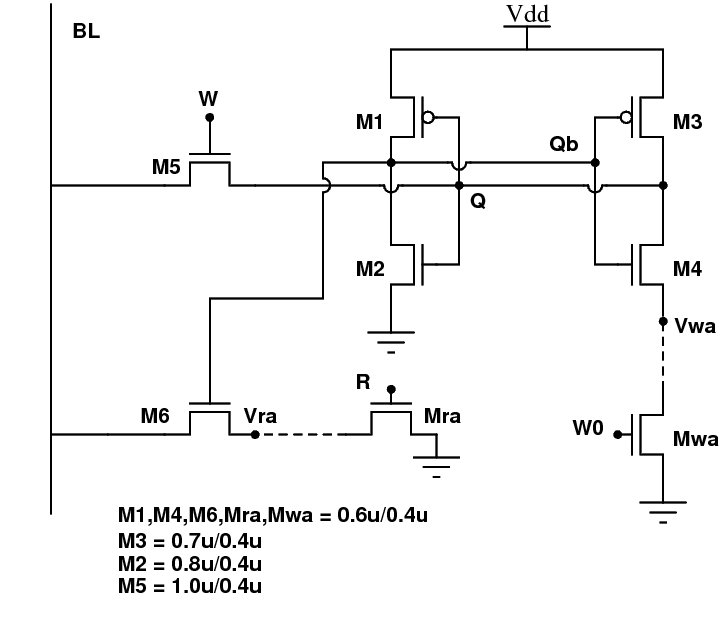 Vdd
BL
W
M1
M3
Qb
M5
Q
M2
M4
Vwa
R
M6
Vra
Mra
W0
Mwa
M1,M4,M6,Mra,Mwa = 0.6u/0.4u
M3 = 0.7u/0.4u
M2 = 0.8u/0.4u
M5 = 1.0u/0.4u